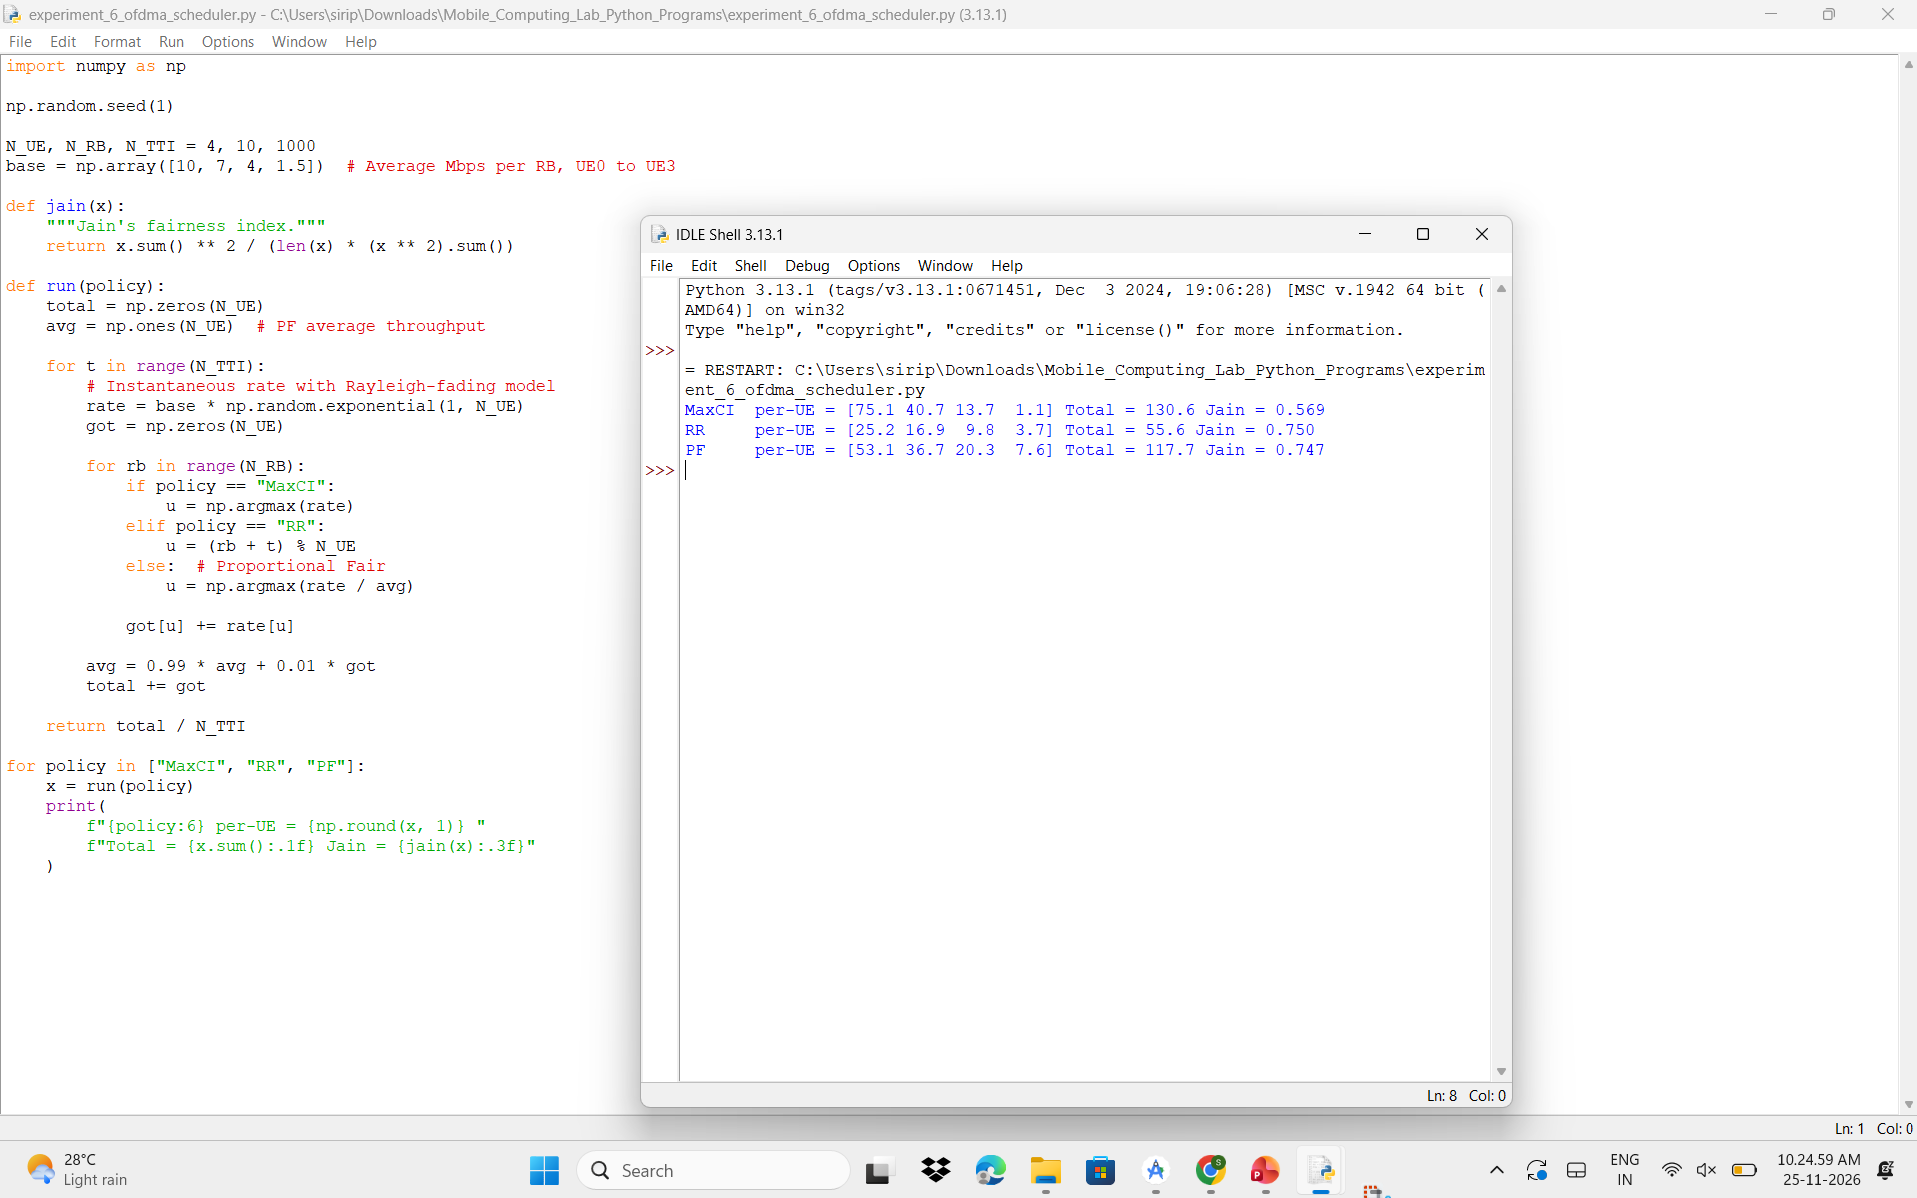 experiment_6_ofdma_scheduler.py - C:\Users\sirip\Downloads\Mobile_Computing_Lab_Python_Programs\experiment_6_ofdma_scheduler.py (3.13.1)
File Edit Format Run Options Window Help
import numpy as np
np.random.seed(1)
N_UE, N_RB, N_TTI = 4, 10, 1000
base = np.array([10, 7, 4, 1.5])  # Average Mbps per RB, UE0 to UE3
def jain(x):
    """Jain's fairness index."""
    return x.sum() ** 2 / (len(x) * (x ** 2).sum())
def run(policy):
    total = np.zeros(N_UE)
    avg = np.ones(N_UE)  # PF average throughput
    for t in range(N_TTI):
        # Instantaneous rate with Rayleigh-fading model
        rate = base * np.random.exponential(1, N_UE)
        got = np.zeros(N_UE)
        for rb in range(N_RB):
            if policy == "MaxCI":
                u = np.argmax(rate)
            elif policy == "RR":
                u = (rb + t) % N_UE
            else:  # Proportional Fair
                u = np.argmax(rate / avg)
            got[u] += rate[u]
        avg = 0.99 * avg + 0.01 * got
        total += got
    return total / N_TTI
for policy in ["MaxCI", "RR", "PF"]:
    x = run(policy)
    print(
        f"{policy:6} per-UE = {np.round(x, 1)} "
        f"Total = {x.sum():.1f} Jain = {jain(x):.3f}"
    )
Ln: 1 Col: 0
IDLE Shell 3.13.1
File Edit Shell Debug Options Window Help
Python 3.13.1 (tags/v3.13.1:0671451, Dec  3 2024, 19:06:28) [MSC v.1942 64 bit (
AMD64)] on win32
Type "help", "copyright", "credits" or "license()" for more information.
>>>
= RESTART: C:\Users\sirip\Downloads\Mobile_Computing_Lab_Python_Programs\experim
ent_6_ofdma_scheduler.py
MaxCI  per-UE = [75.1 40.7 13.7  1.1] Total = 130.6 Jain = 0.569
RR     per-UE = [25.2 16.9  9.8  3.7] Total = 55.6 Jain = 0.750
PF     per-UE = [53.1 36.7 20.3  7.6] Total = 117.7 Jain = 0.747
>>>
Ln: 8 Col: 0
28°C
Light rain
Search
ENG
IN
10.24.59 AM
25-11-2026